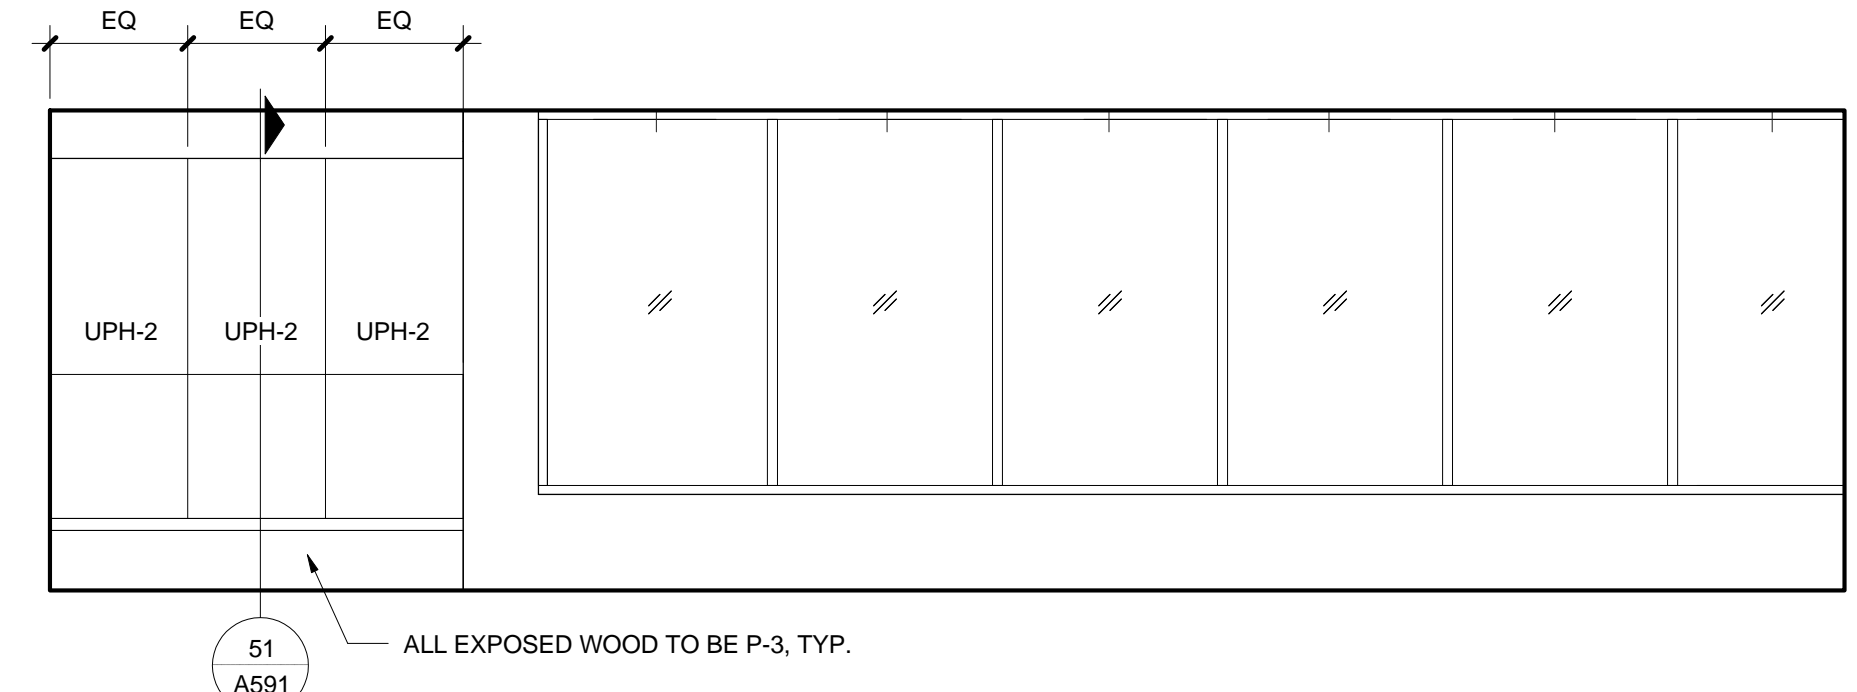 EQ EQ EQ
UPH-2 UPH-2 UPH-2
ALL EXPOSED WOOD TO BE P-3, TYP.
51
A591